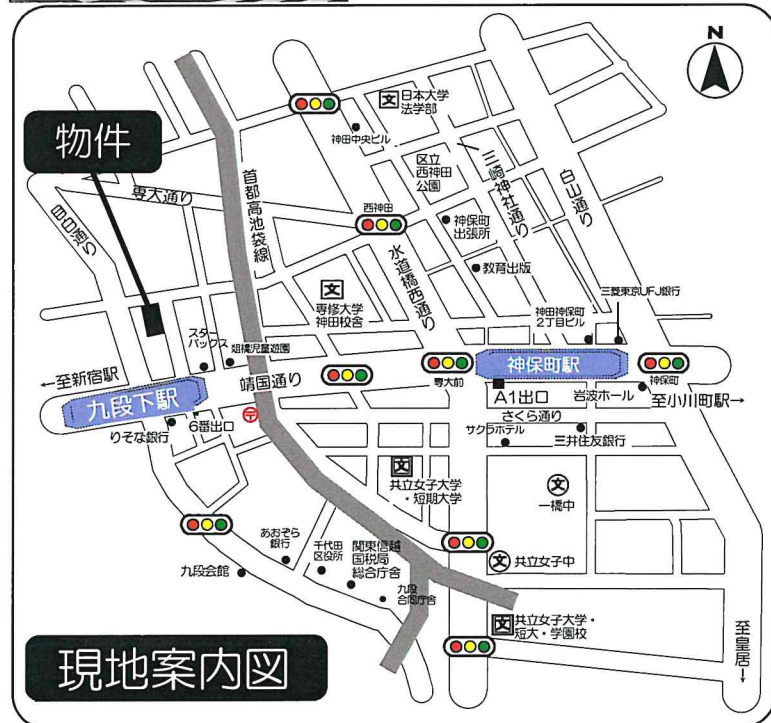 N
物件
日本大学
法学部
神田中央ビル
区立
西神田
公園
三崎神社通り
白山通り
目白通り
専大通り
首都高池袋線
西神田
水道橋西通り
神保町
出張所
教育出版
専修大学
神田校舎
三菱東京UFJ銀行
神田神保町
2丁目ビル
スター
バックス
俎橋児童遊園
←至新宿駅
靖国通り
専大前
神保町駅
神保町
九段下駅
A1出口
岩波ホール
至小川町駅→
りそな銀行
6番出口
さくら通り
サクラホテル
三井住友銀行
共立女子大学
・短期大学
一橋中
あおぞら
銀行
千代田
区役所
関東信越
国税局
総合庁舎
九段
合同庁舎
九段会館
共立女子中
共立女子大学・
短大・学園校
至皇居→
現地案内図
文
文
文
文
文
文
〒